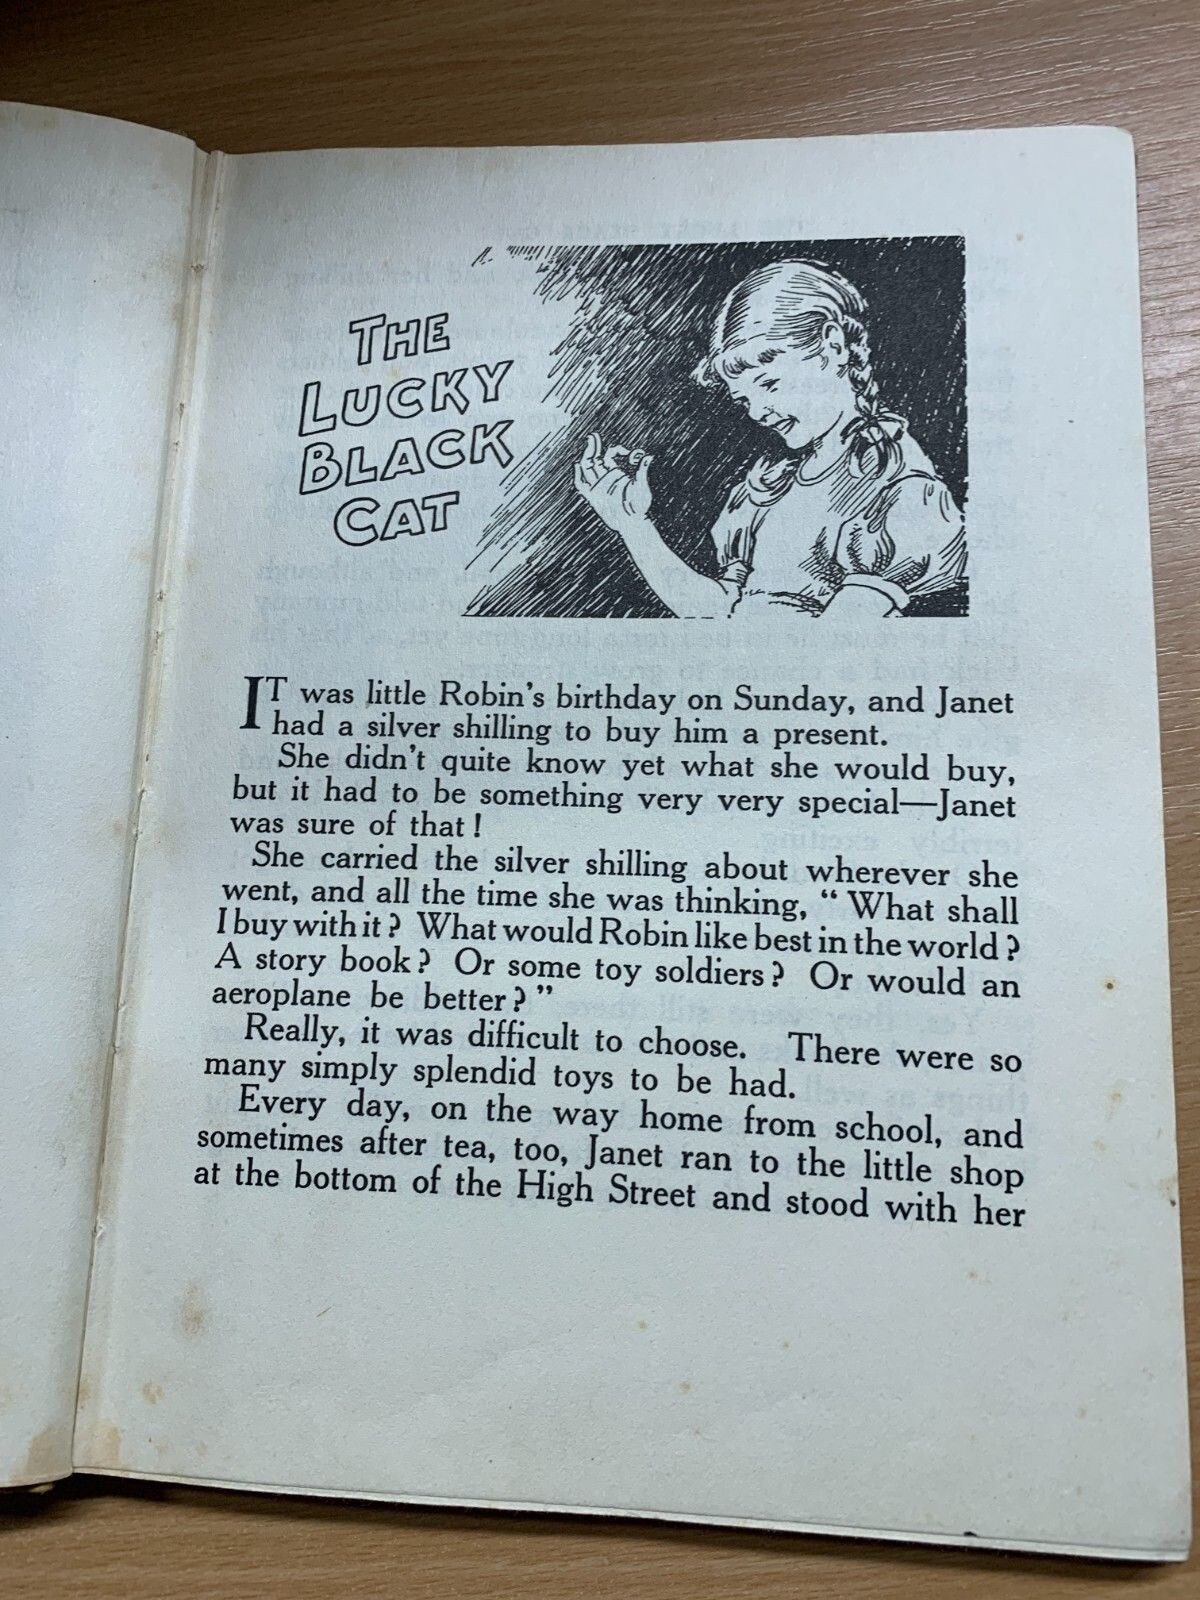 THE
LUCKY
BLACK
CAT
IT was little Robin's birthday on Sunday, and Janet
had a silver shilling to buy him a present.
She didn't quite know yet what she would buy,
but it had to be something very very special—Janet
was sure of that!
She carried the silver shilling about wherever she
went, and all the time she was thinking, “What shall
I buy with it? What would Robin like best in the world?
A story book? Or some toy soldiers? Or would an
aeroplane be better?”
Really, it was difficult to choose. There were so
many simply splendid toys to be had.
Every day, on the way home from school, and
sometimes after tea, too, Janet ran to the little shop
at the bottom of the High Street and stood with her